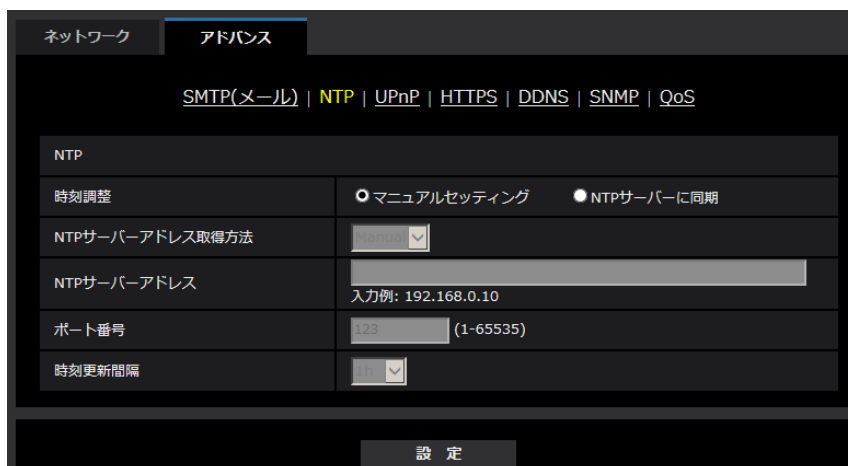 ネットワーク アドバンス
SMTP(メール) | NTP | UPnP | HTTPS | DDNS | SNMP | QoS
NTP
時刻調整 マニュアルセッティング NTPサーバーに同期
NTPサーバーアドレス取得方法 Manual
NTPサーバーアドレス
入力例: 192.168.0.10
ポート番号 123 (1-65535)
時刻更新間隔 1h
設 定